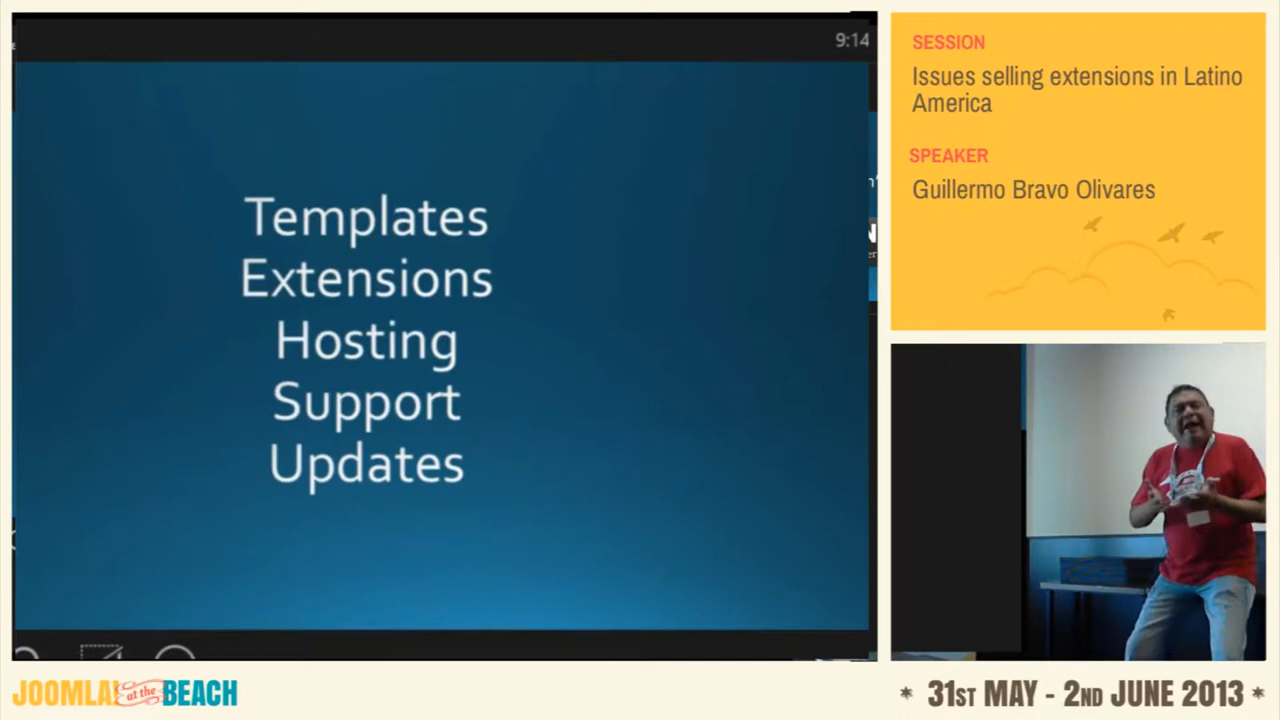 9:14
Templates
Extensions
Hosting
Support
Updates
SESSION
Issues selling extensions in Latino
America
SPEAKER
Guillermo Bravo Olivares
JOOMLA! at the BEACH
* 31ST MAY - 2ND JUNE 2013 *